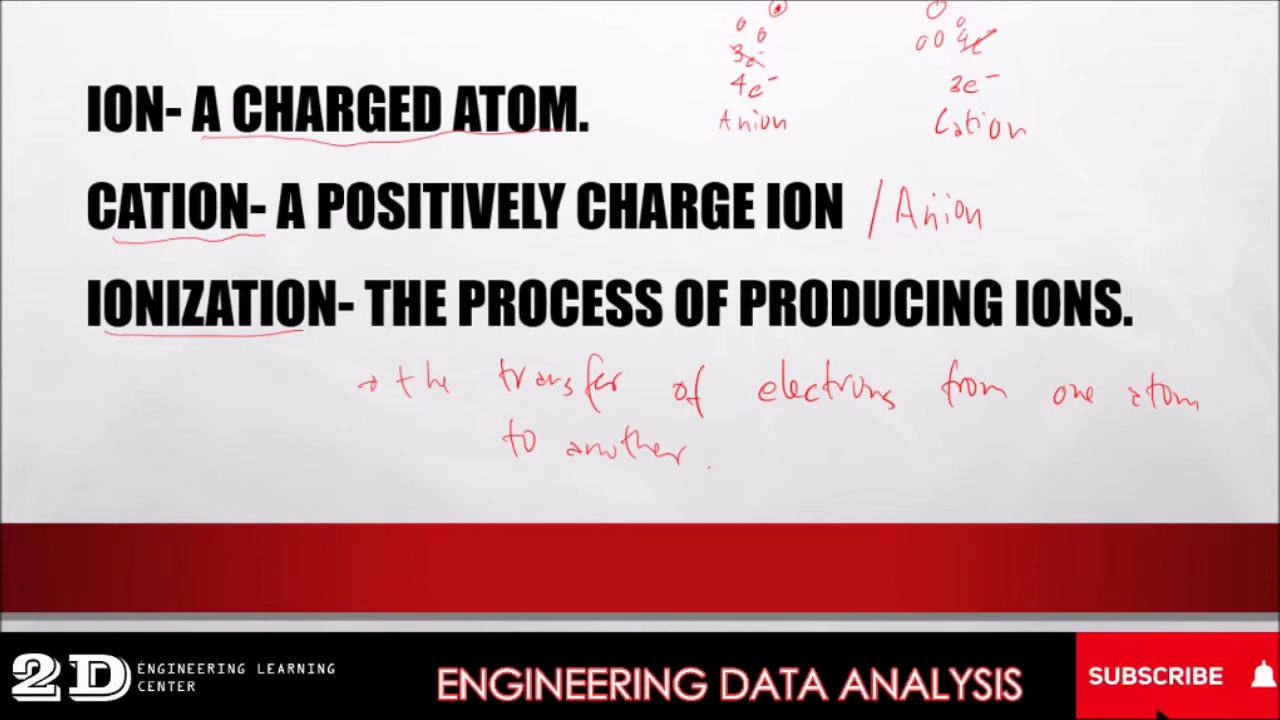 3e⁻ 4e
4e⁻ 3e⁻
Anion Cation
ION- A CHARGED ATOM.
CATION- A POSITIVELY CHARGE ION / Anion
IONIZATION- THE PROCESS OF PRODUCING IONS.
→ the transfer of electrons from one atom
to another.
2D ENGINEERING LEARNING
CENTER
ENGINEERING DATA ANALYSIS
SUBSCRIBE